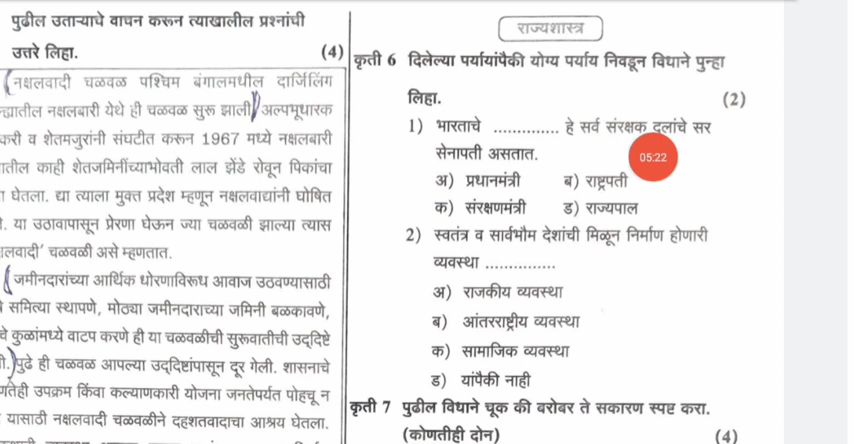 पुढील उताऱ्याचे वाचन करून त्याखालील प्रश्नांची
उत्तरे लिहा. (4)
नक्षलवादी चळवळ पश्चिम बंगालमधील दार्जिलिंग
नक्षलबारी येथे ही चळवळ सुरू झाली अल्पभूधारक
व शेतमजुरांनी संघटीत करून 1967 मध्ये नक्षलबारी
काही शेतजमिनींच्याभोवती लाल झेंडे रोवून पिकांचा
घेतला. द्या त्याला मुक्त प्रदेश म्हणून नक्षलवाद्यांनी घोषित
या उठावापासून प्रेरणा घेऊन ज्या चळवळी झाल्या त्यास
चळवळी असे म्हणतात.
जमीनदारांच्या आर्थिक धोरणाविरूध आवाज उठवण्यासाठी
समित्या स्थापणे, मोठ्या जमीनदाराच्या जमिनी बळकावणे,
कुळांमध्ये वाटप करणे ही या चळवळीची सुरूवातीची उद्दिष्टे
पुढे ही चळवळ आपल्या उद्दिष्टांपासून दूर गेली. शासनाचे
उपक्रम किंवा कल्याणकारी योजना जनतेपर्यत पोहचू न
यासाठी नक्षलवादी चळवळीने दहशतवादाचा आश्रय घेतला.
राज्यशास्त्र
कृती 6 दिलेल्या पर्यायांपैकी योग्य पर्याय निवडून विधाने पुन्हा
लिहा. (2)
1) भारताचे .............. हे सर्व संरक्षक दलांचे सर
सेनापती असतात.
05:22
अ) प्रधानमंत्री ब) राष्ट्रपती
क) संरक्षणमंत्री ड) राज्यपाल
2) स्वतंत्र व सार्वभौम देशांची मिळून निर्माण होणारी
व्यवस्था ...............
अ) राजकीय व्यवस्था
ब) आंतरराष्ट्रीय व्यवस्था
क) सामाजिक व्यवस्था
ड) यांपैकी नाही
कृती 7 पुढील विधाने चूक की बरोबर ते सकारण स्पष्ट करा.
(कोणतीही दोन) (4)